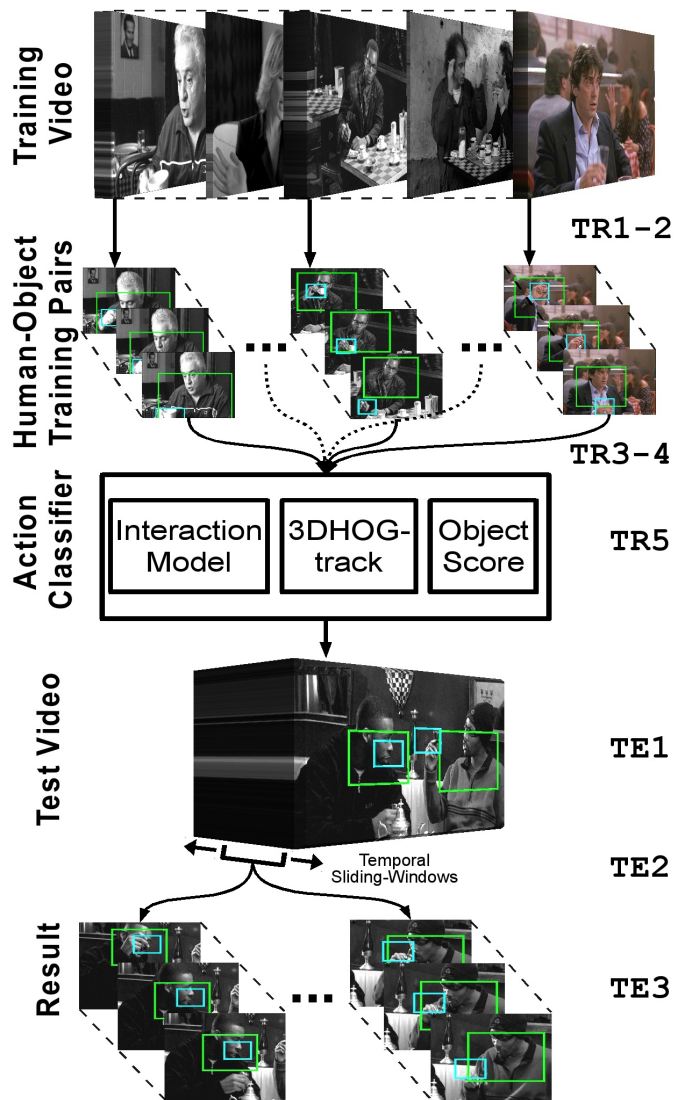 Training Video
TR1-2
Human-Object Training Pairs
TR3-4
Action Classifier
Interaction Model
3DHOG-track
Object Score
TR5
Test Video
TE1
Temporal
Sliding-Windows
TE2
Result
TE3